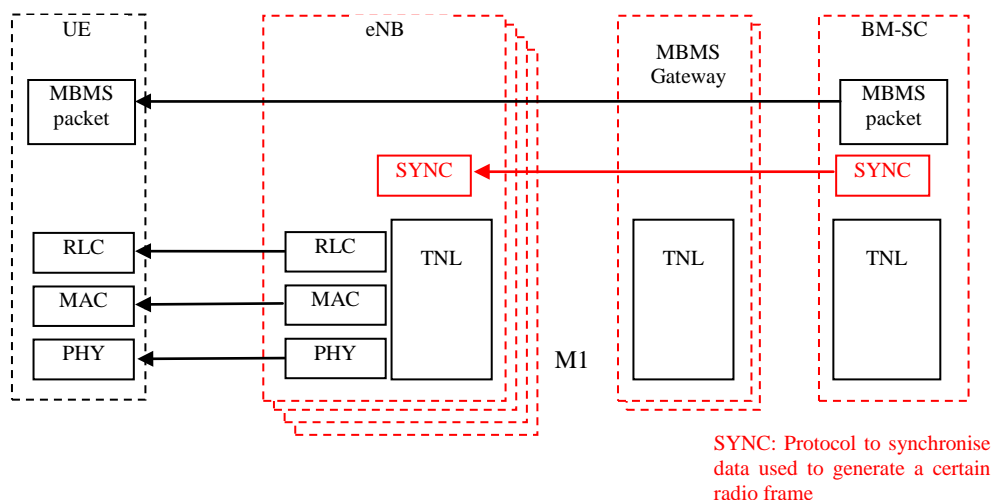 UE
eNB
MBMS
Gateway
BM-SC
MBMS
packet
MBMS
packet
SYNC
SYNC
RLC
RLC
TNL
TNL
TNL
MAC
MAC
PHY
PHY
M1
SYNC: Protocol to synchronise
data used to generate a certain
radio frame